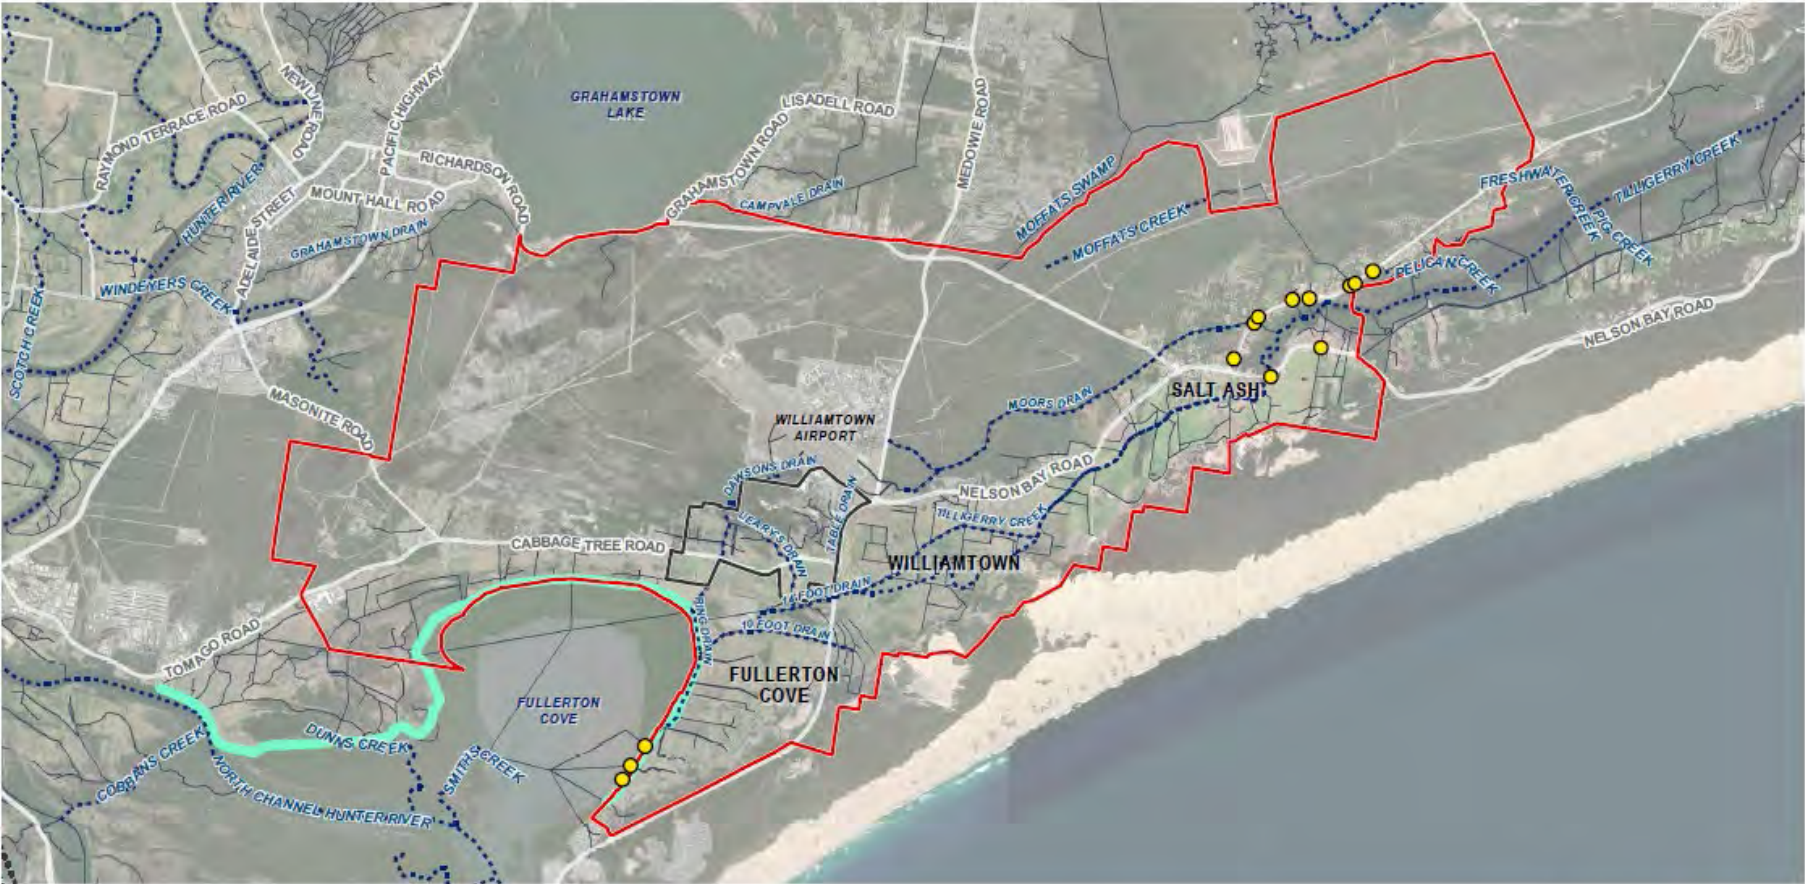 NEWLINE
ROAD
PACIFIC HIGHWAY
RAYMOND TERRACE ROAD
GRAHAMSTOWN
LAKE
LISADELL ROAD
MEDOWIE ROAD
GRAHAMSTOWN ROAD
RICHARDSON ROAD
MOUNT HALL ROAD
HUNTER RIVER
ADELAIDE STREET
GRAHAMSTOWN DRAIN
CAMPVALE DRAIN
MOFFATS SWAMP
MOFFATS CREEK
FRESHWATER CREEK
TILLIGERRY CREEK
PIG CREEK
PELICAN CREEK
WINDEYERS CREEK
SCOTCH CREEK
NELSON BAY ROAD
MASONITE ROAD
SALT ASH
MOORS DRAIN
WILLIAMTOWN
AIRPORT
DAWSONS DRAIN
NELSON BAY ROAD
TABLE DRAIN
LEARYS DRAIN
TILLIGERRY CREEK
CABBAGE TREE ROAD
WILLIAMTOWN
14 FOOT DRAIN
RING DRAIN
10 FOOT DRAIN
TOMAGO ROAD
FULLERTON
COVE
FULLERTON
COVE
DUNNS CREEK
SMITHS CREEK
COBBANS CREEK
NORTH CHANNEL HUNTER RIVER